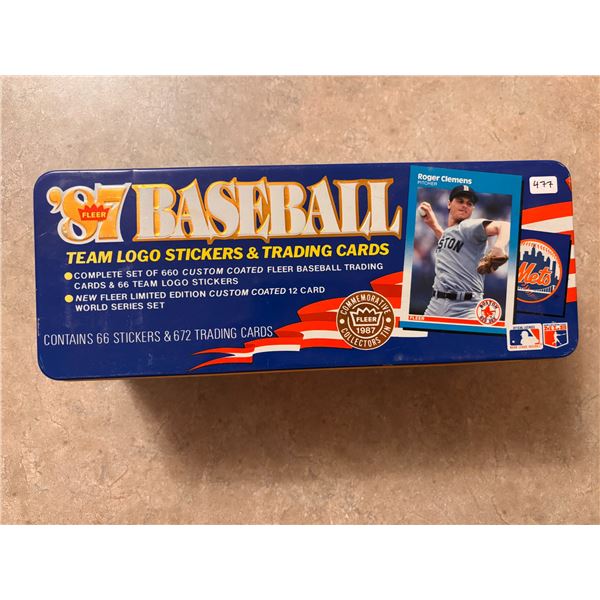 '87 BASEBALL
FLEER
TEAM LOGO STICKERS & TRADING CARDS
●COMPLETE SET OF 660 CUSTOM COATED FLEER BASEBALL TRADING
CARDS & 66 TEAM LOGO STICKERS
●NEW FLEER LIMITED EDITION CUSTOM COATED 12 CARD
WORLD SERIES SET
CONTAINS 66 STICKERS & 672 TRADING CARDS
COMMEMORATIVE
FLEER
1987
COLLECTORS TIN
Roger Clemens
PITCHER
B
STON
FLEER
RED SOX
477
Mets